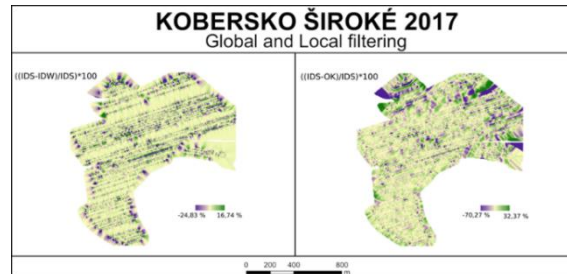 KOBERSKO ŠIROKÉ 2017
Global and Local filtering
((IDS-IDW)/IDS)*100
((IDS-OK)/IDS)*100
-24,83 % 16,74 %
-70,27 % 32,37 %
0 200 400 800
m